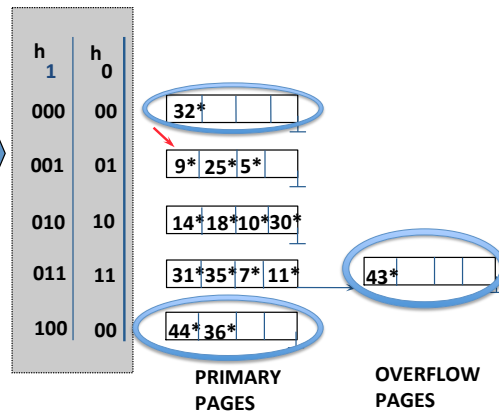 h h
1 0
000 00 32*
001 01 9* 25* 5*
010 10 14* 18* 10* 30*
011 11 31* 35* 7* 11* 43*
100 00 44* 36*
PRIMARY OVERFLOW
PAGES PAGES